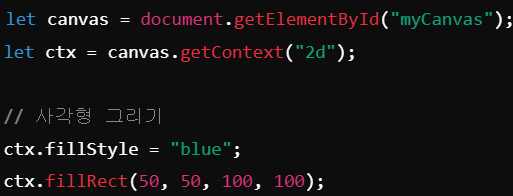 let canvas = document.getElementById("myCanvas");
let ctx = canvas.getContext("2d");
// 사각형 그리기
ctx.fillStyle = "blue";
ctx.fillRect(50, 50, 100, 100);